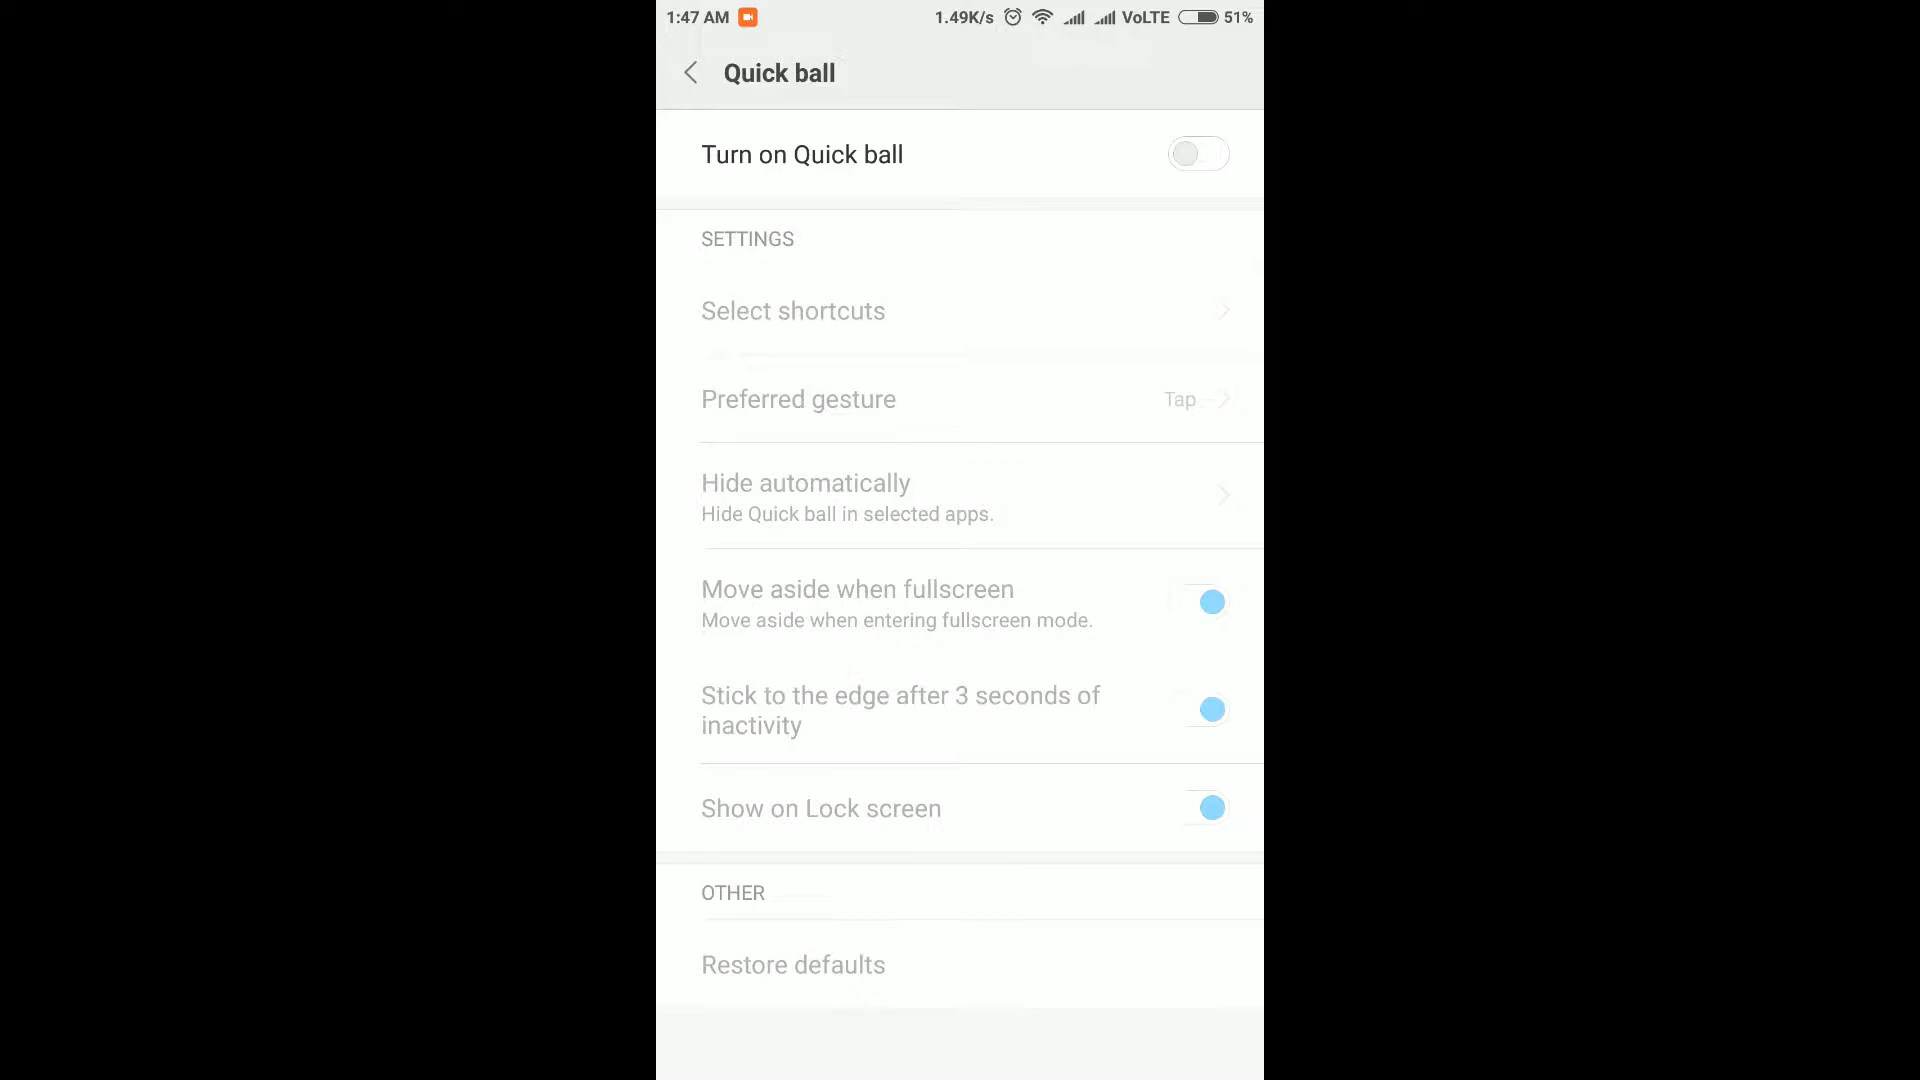 1:47 AM 1.49K/s VoLTE 51%
Quick ball
Turn on Quick ball
SETTINGS
Select shortcuts
Preferred gesture Tap
Hide automatically
Hide Quick ball in selected apps.
Move aside when fullscreen
Move aside when entering fullscreen mode.
Stick to the edge after 3 seconds of
inactivity
Show on Lock screen
OTHER
Restore defaults